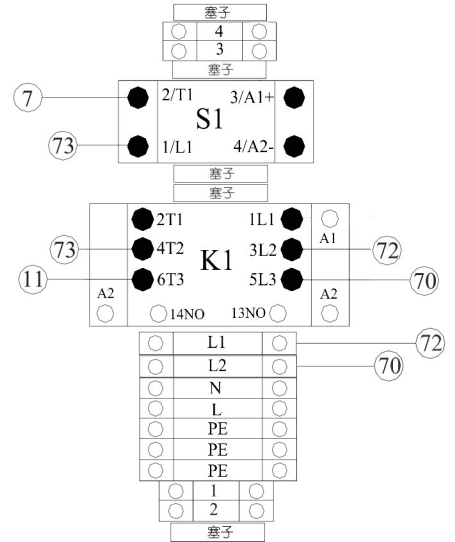 塞子
4
3
塞子
7 2/T1 3/A1+
S1
73 1/L1 4/A2-
塞子
塞子
2T1 1L1
A1
73 4T2 3L2 72
K1
11 6T3 5L3 70
A2 A2
14NO 13NO
L1 72
L2 70
N
L
PE
PE
PE
1
2
塞子